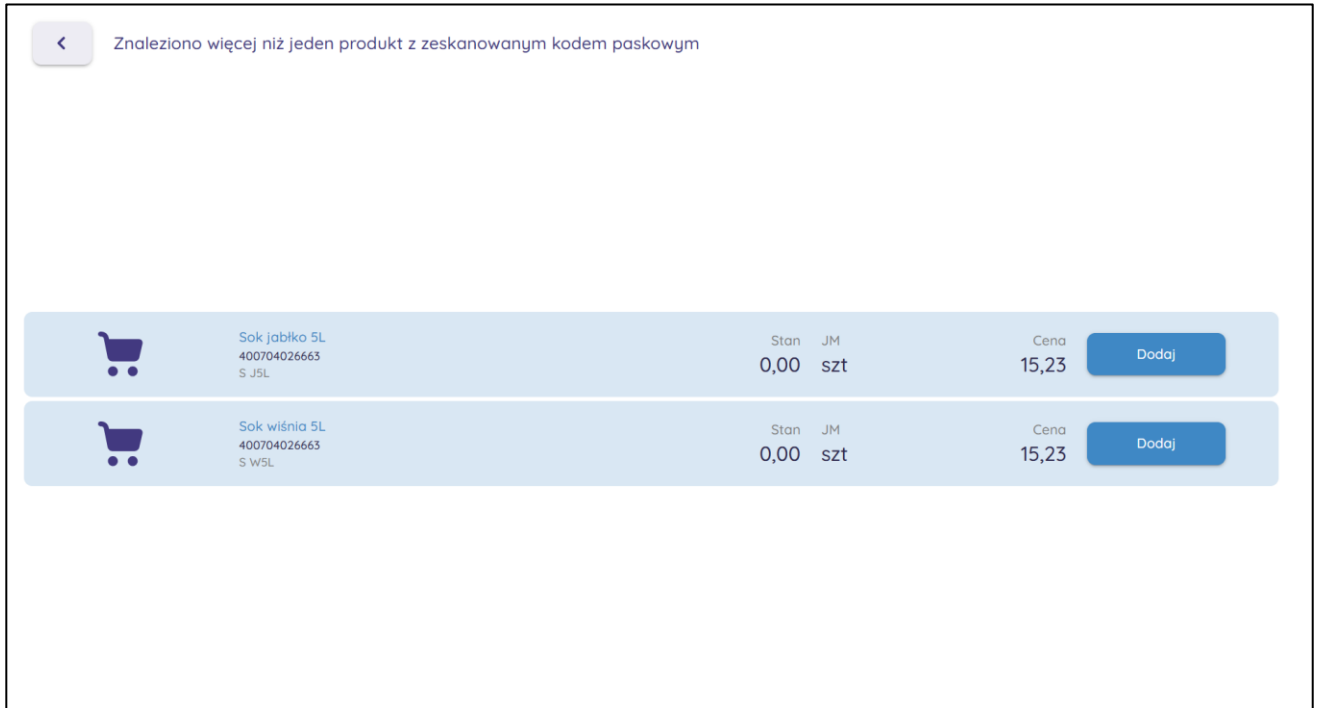 Znaleziono więcej niż jeden produkt z zeskanowanym kodem paskowym
Sok jabłko 5L
400704026663
S J5L
Stan JM
0,00 szt
Cena
15,23
Dodaj
Sok wiśnia 5L
400704026663
S W5L
Stan JM
0,00 szt
Cena
15,23
Dodaj